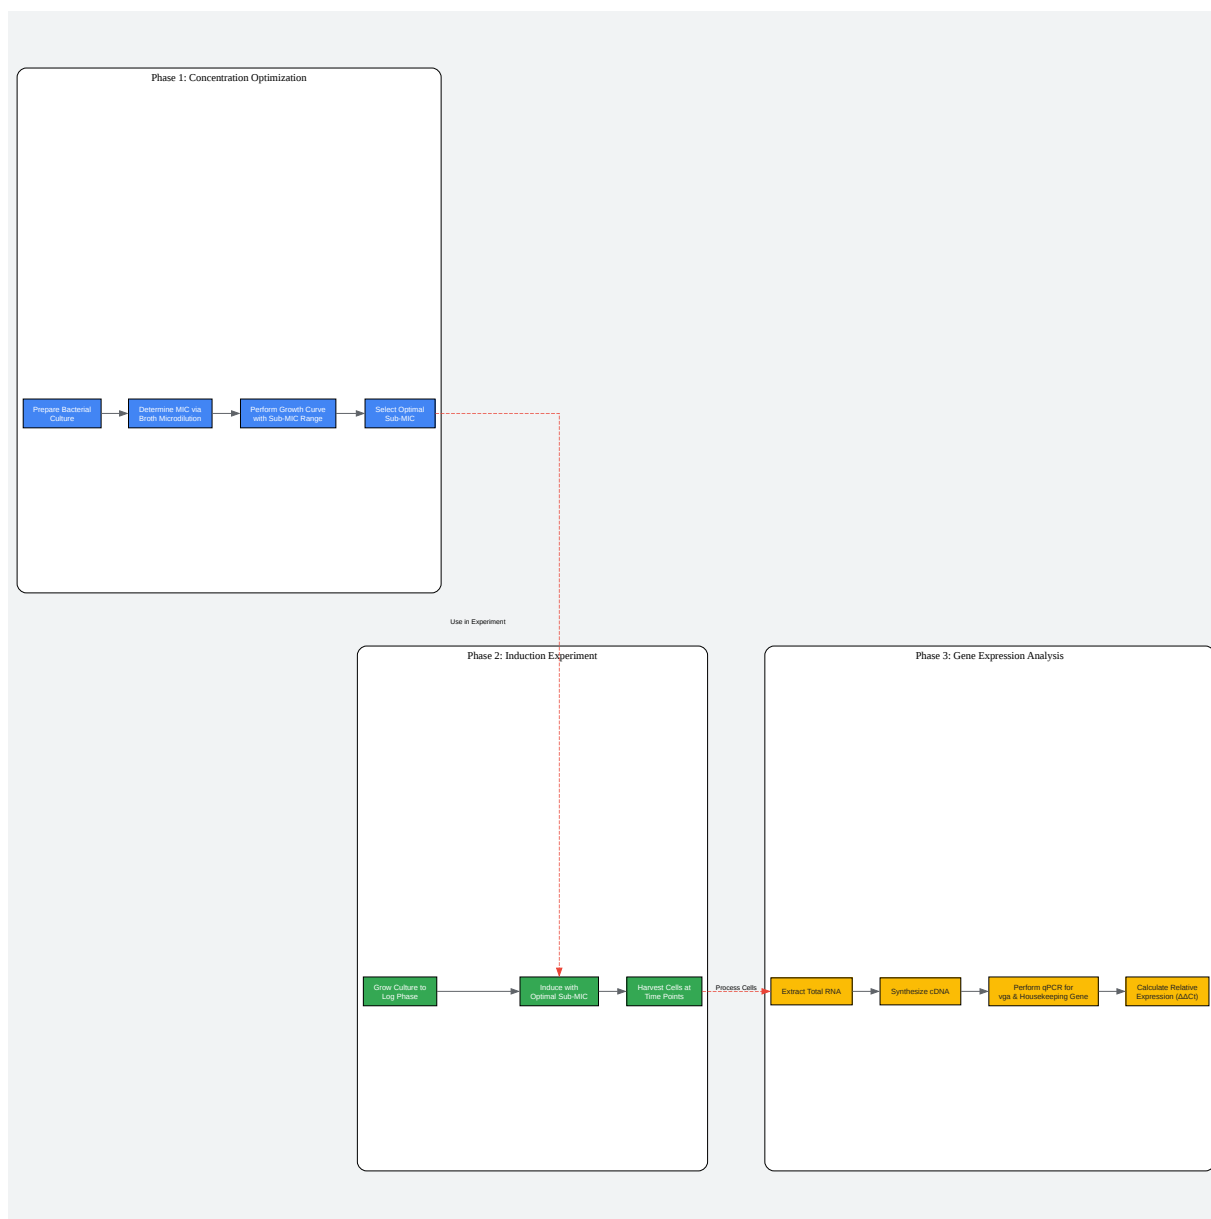 Phase 1: Concentration Optimization
Prepare Bacterial
Culture
Determine MIC via
Broth Microdilution
Perform Growth Curve
with Sub-MIC Range
Select Optimal
Sub-MIC
Use in Experiment
Phase 2: Induction Experiment
Grow Culture to
Log Phase
Induce with
Optimal Sub-MIC
Harvest Cells at
Time Points
Process Cells
Phase 3: Gene Expression Analysis
Extract Total RNA
Synthesize cDNA
Perform qPCR for
vga & Housekeeping Gene
Calculate Relative
Expression (ΔΔCt)